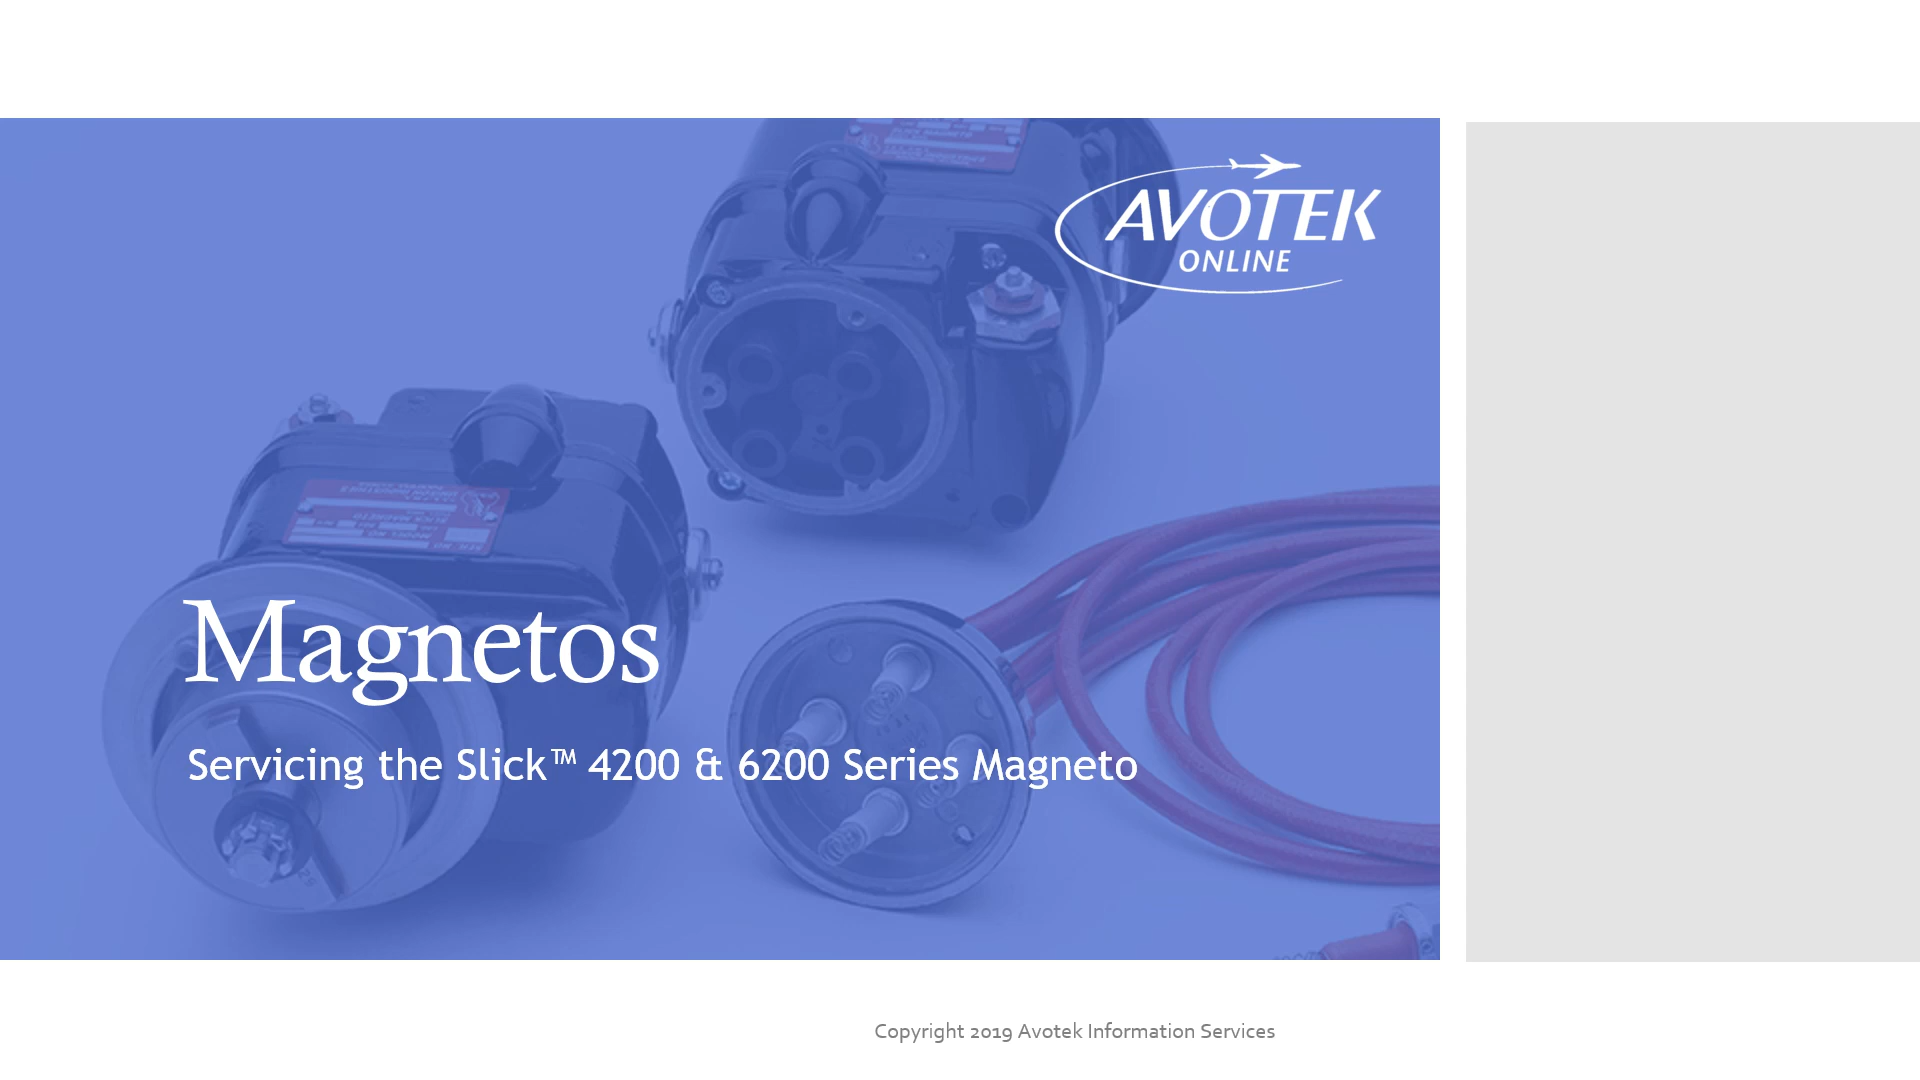 AVOTEK
ONLINE
Magnetos
Servicing the Slick™ 4200 & 6200 Series Magneto
Copyright 2019 Avotek Information Services